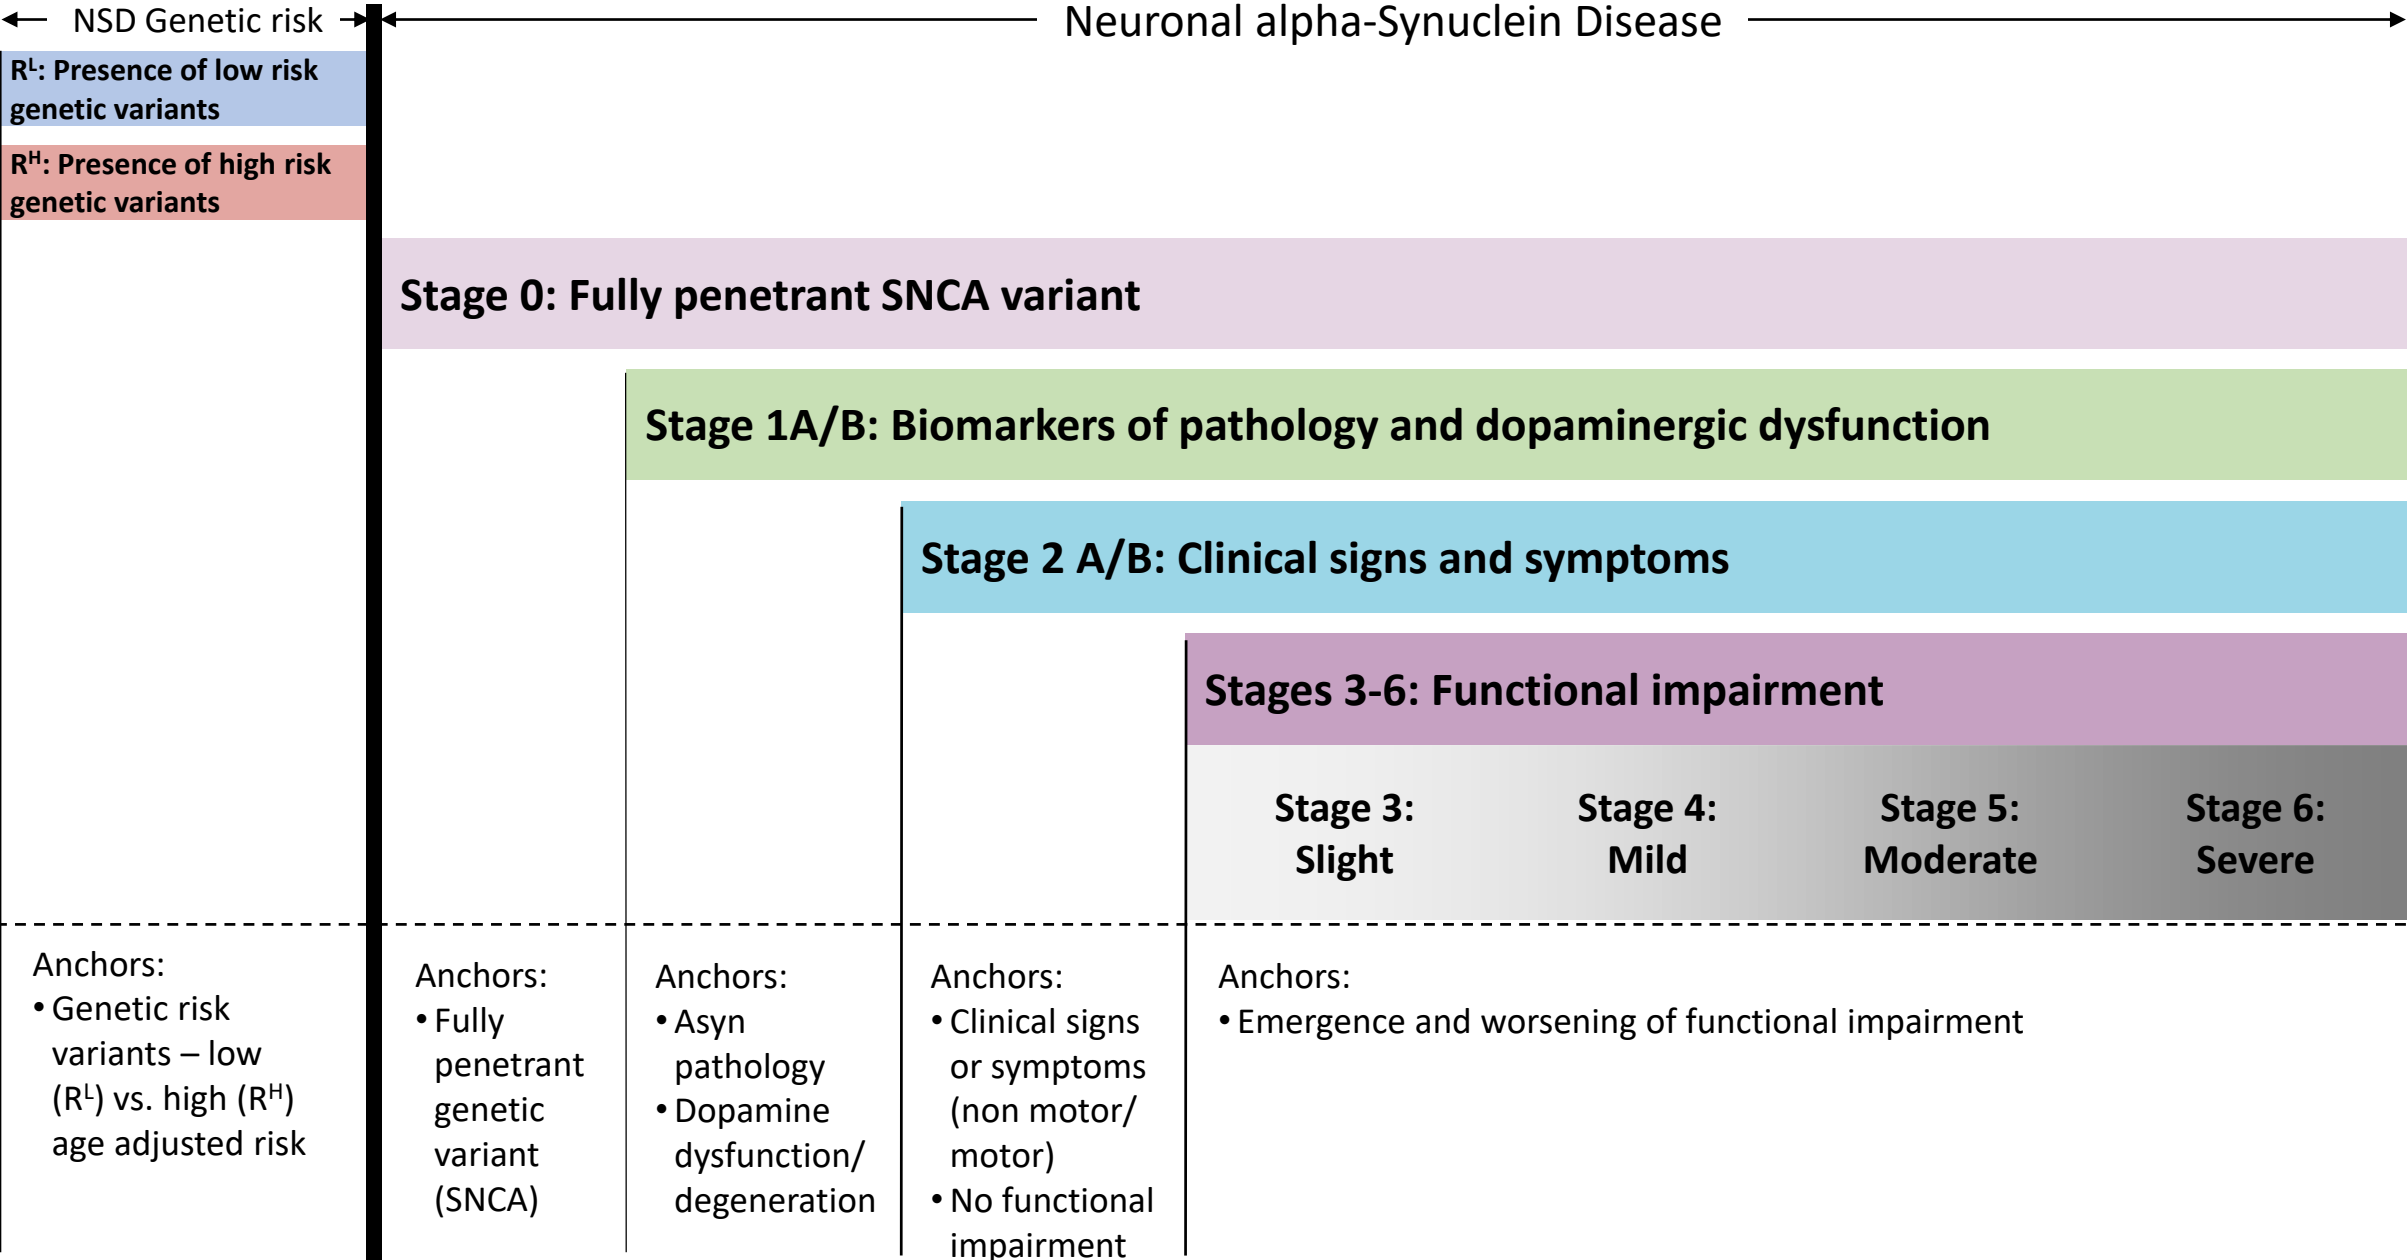 NSD Genetic risk
Neuronal alpha-Synuclein Disease
Rᴸ: Presence of low risk
genetic variants
Rᴴ: Presence of high risk
genetic variants
Stage 0: Fully penetrant SNCA variant
Stage 1A/B: Biomarkers of pathology and dopaminergic dysfunction
Stage 2 A/B: Clinical signs and symptoms
Stages 3-6: Functional impairment
Stage 3:
Slight
Stage 4:
Mild
Stage 5:
Moderate
Stage 6:
Severe
Anchors:
• Genetic risk
variants – low
(Rᴸ) vs. high (Rᴴ)
age adjusted risk
Anchors:
• Fully
penetrant
genetic
variant
(SNCA)
Anchors:
• Asyn
pathology
• Dopamine
dysfunction/
degeneration
Anchors:
• Clinical signs
or symptoms
(non motor/
motor)
• No functional
impairment
Anchors:
• Emergence and worsening of functional impairment